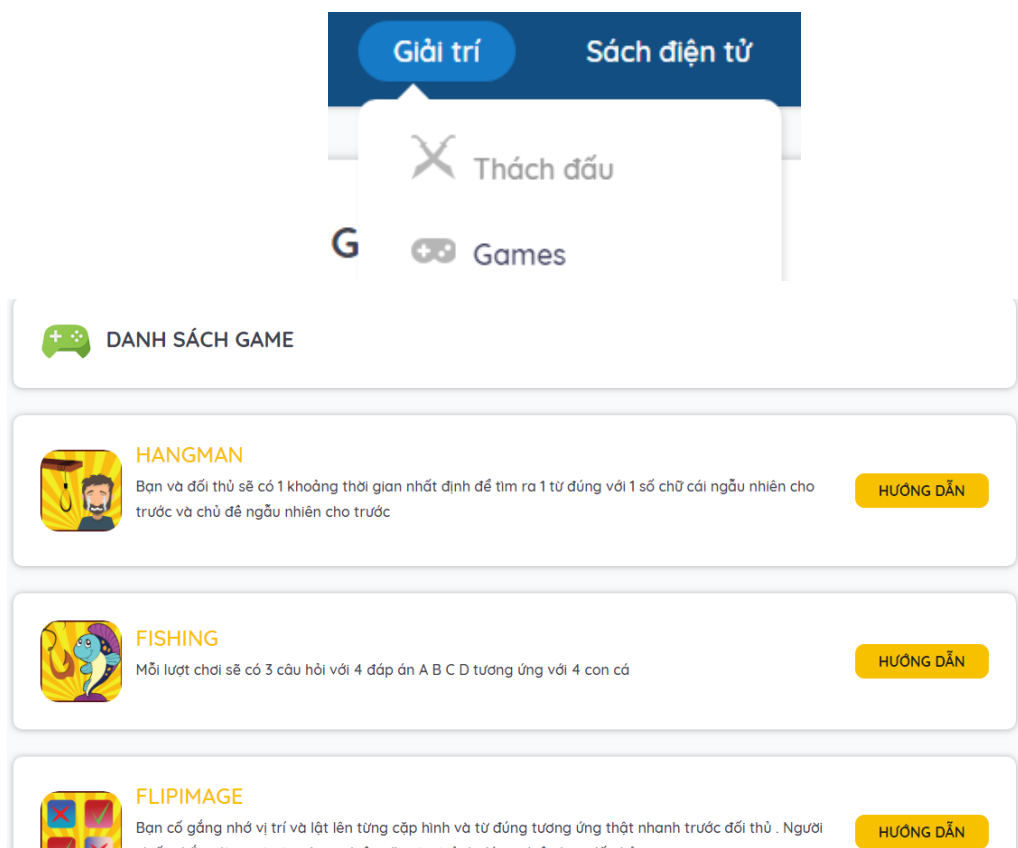 Giải trí
Sách điện tử
Thách đấu
G
Games
DANH SÁCH GAME
HANGMAN
Bạn và đối thủ sẽ có 1 khoảng thời gian nhất định để tìm ra 1 từ đúng với 1 số chữ cái ngẫu nhiên cho
trước và chủ đề ngẫu nhiên cho trước
HƯỚNG DẪN
FISHING
Mỗi lượt chơi sẽ có 3 câu hỏi với 4 đáp án A B C D tương ứng với 4 con cá
HƯỚNG DẪN
FLIPIMAGE
Bạn cố gắng nhớ vị trí và lật lên từng cặp hình và từ đúng tương ứng thật nhanh trước đối thủ . Người
HƯỚNG DẪN